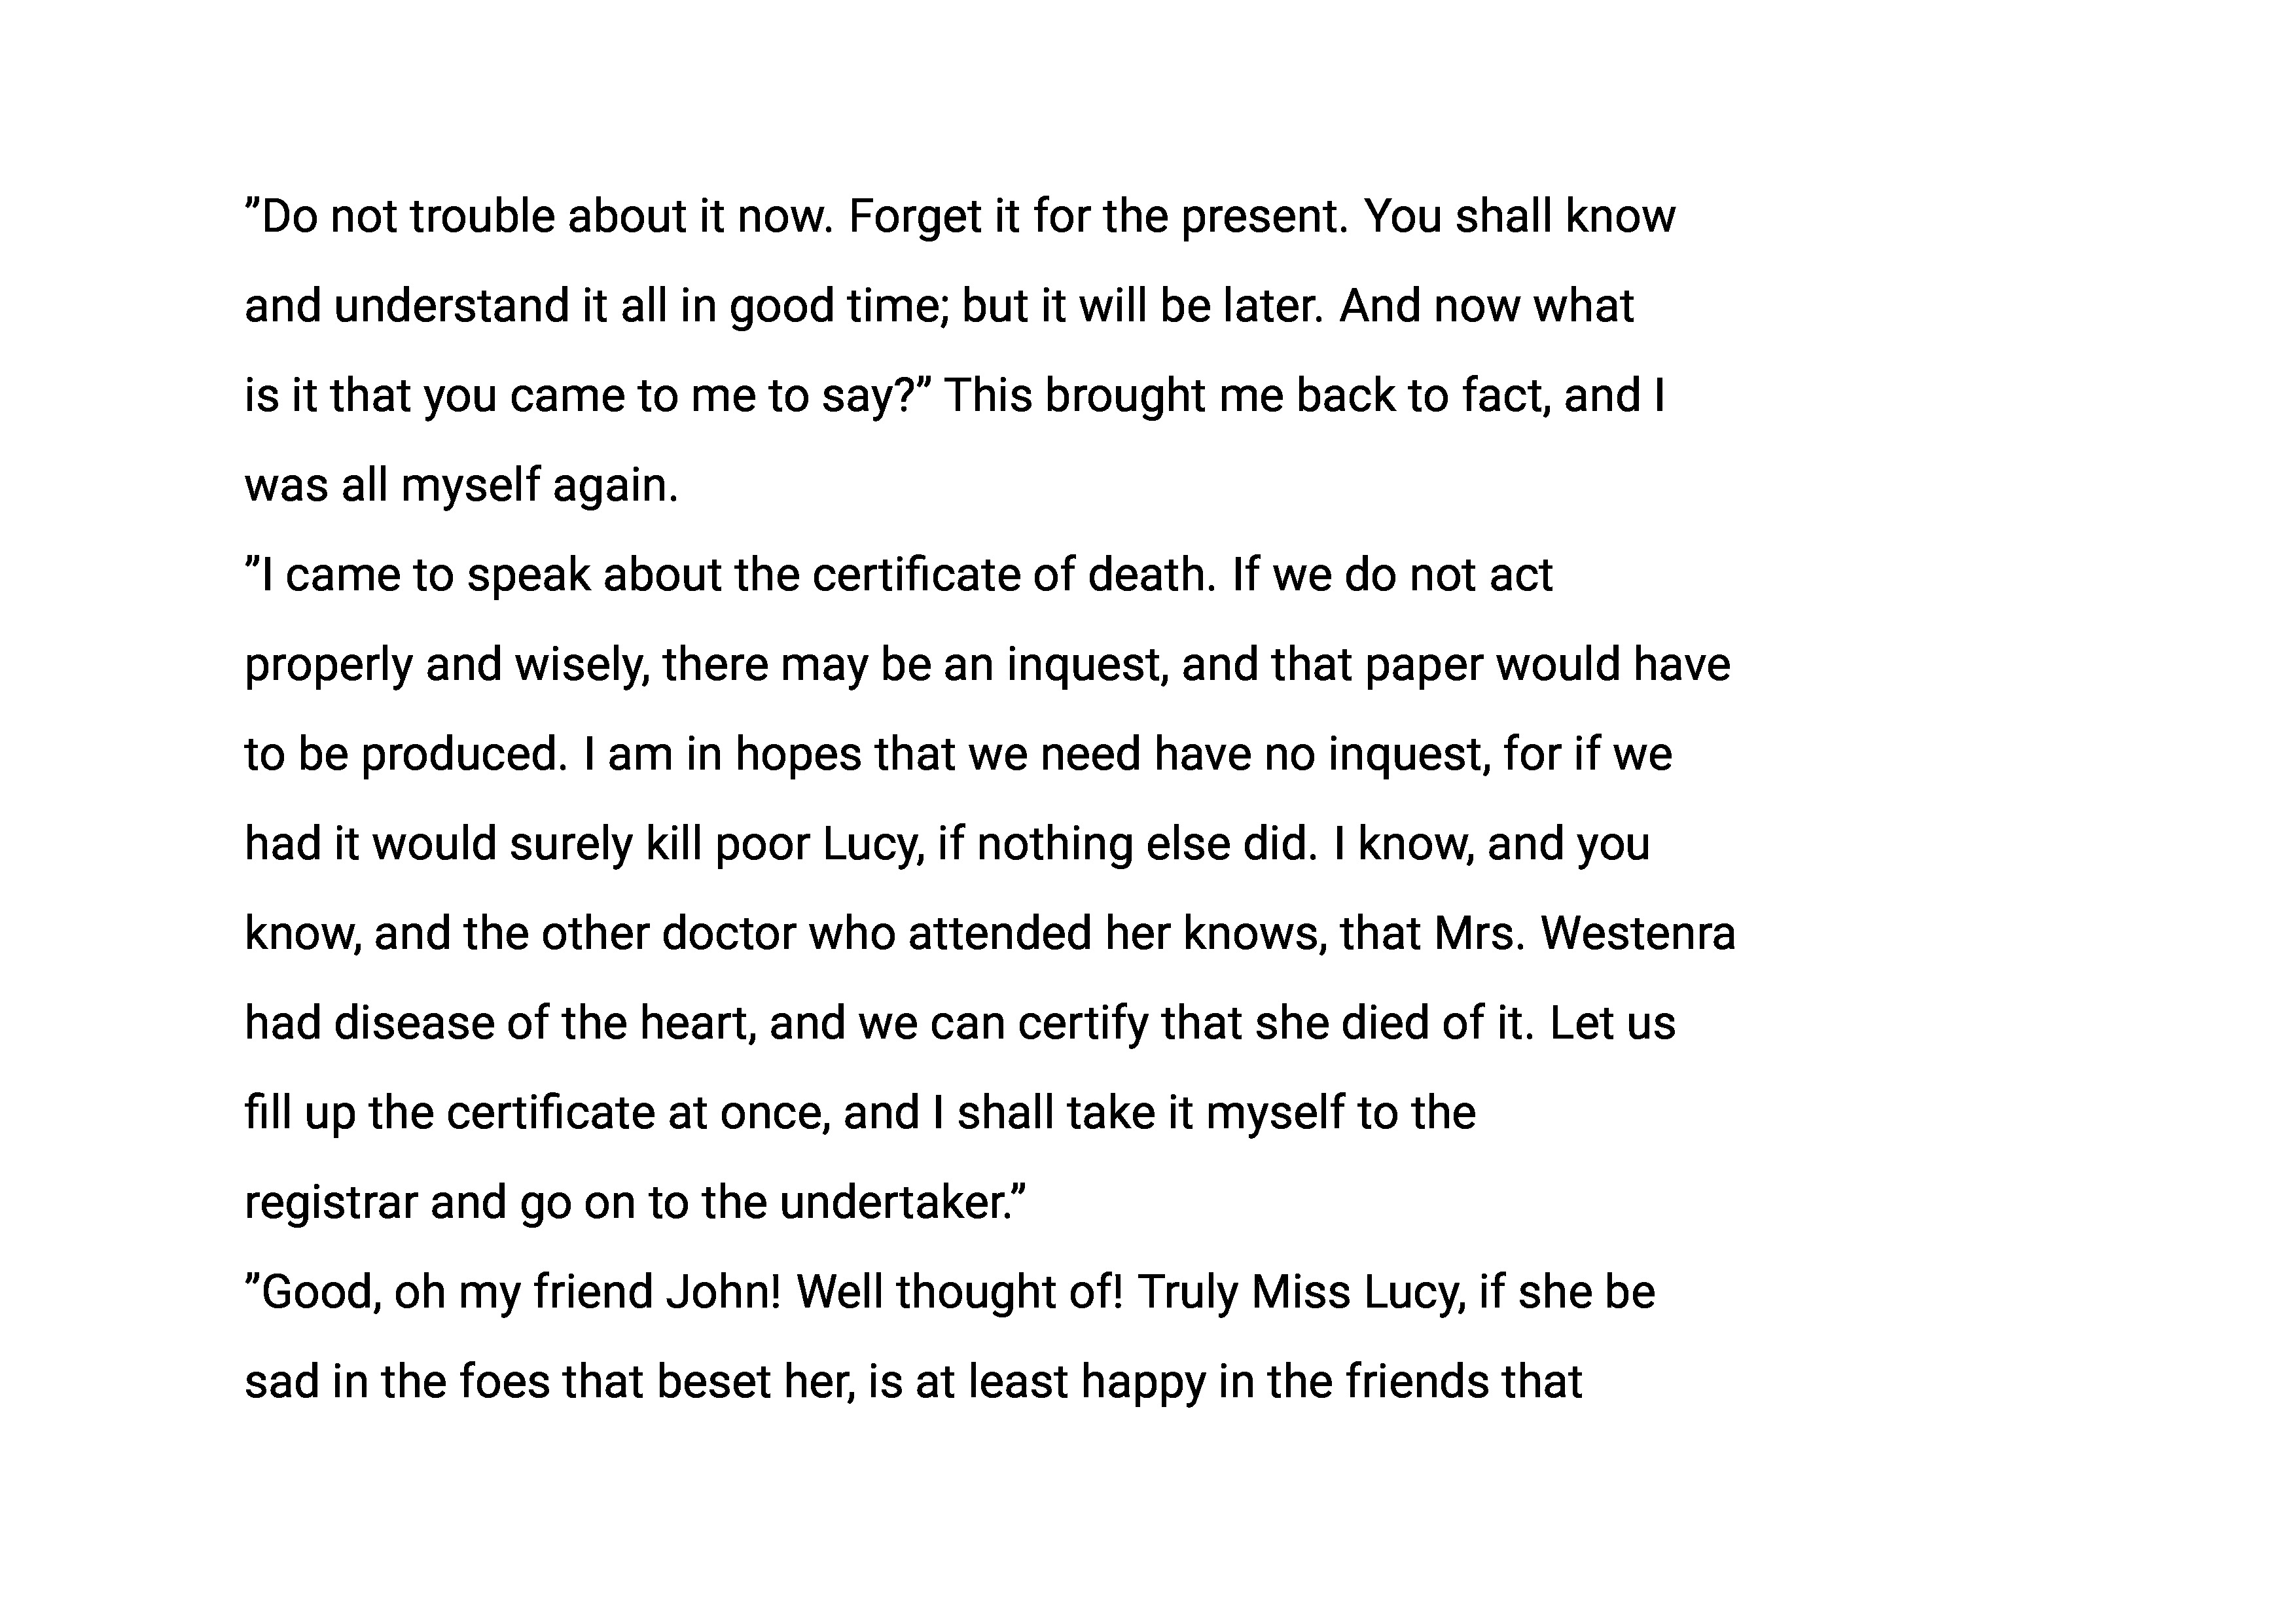 ”Do not trouble about it now. Forget it for the present. You shall know
and understand it all in good time; but it will be later. And now what
is it that you came to me to say?” This brought me back to fact, and I
was all myself again.
”I came to speak about the certificate of death. If we do not act
properly and wisely, there may be an inquest, and that paper would have
to be produced. I am in hopes that we need have no inquest, for if we
had it would surely kill poor Lucy, if nothing else did. I know, and you
know, and the other doctor who attended her knows, that Mrs. Westenra
had disease of the heart, and we can certify that she died of it. Let us
fill up the certificate at once, and I shall take it myself to the
registrar and go on to the undertaker.”
”Good, oh my friend John! Well thought of! Truly Miss Lucy, if she be
sad in the foes that beset her, is at least happy in the friends that